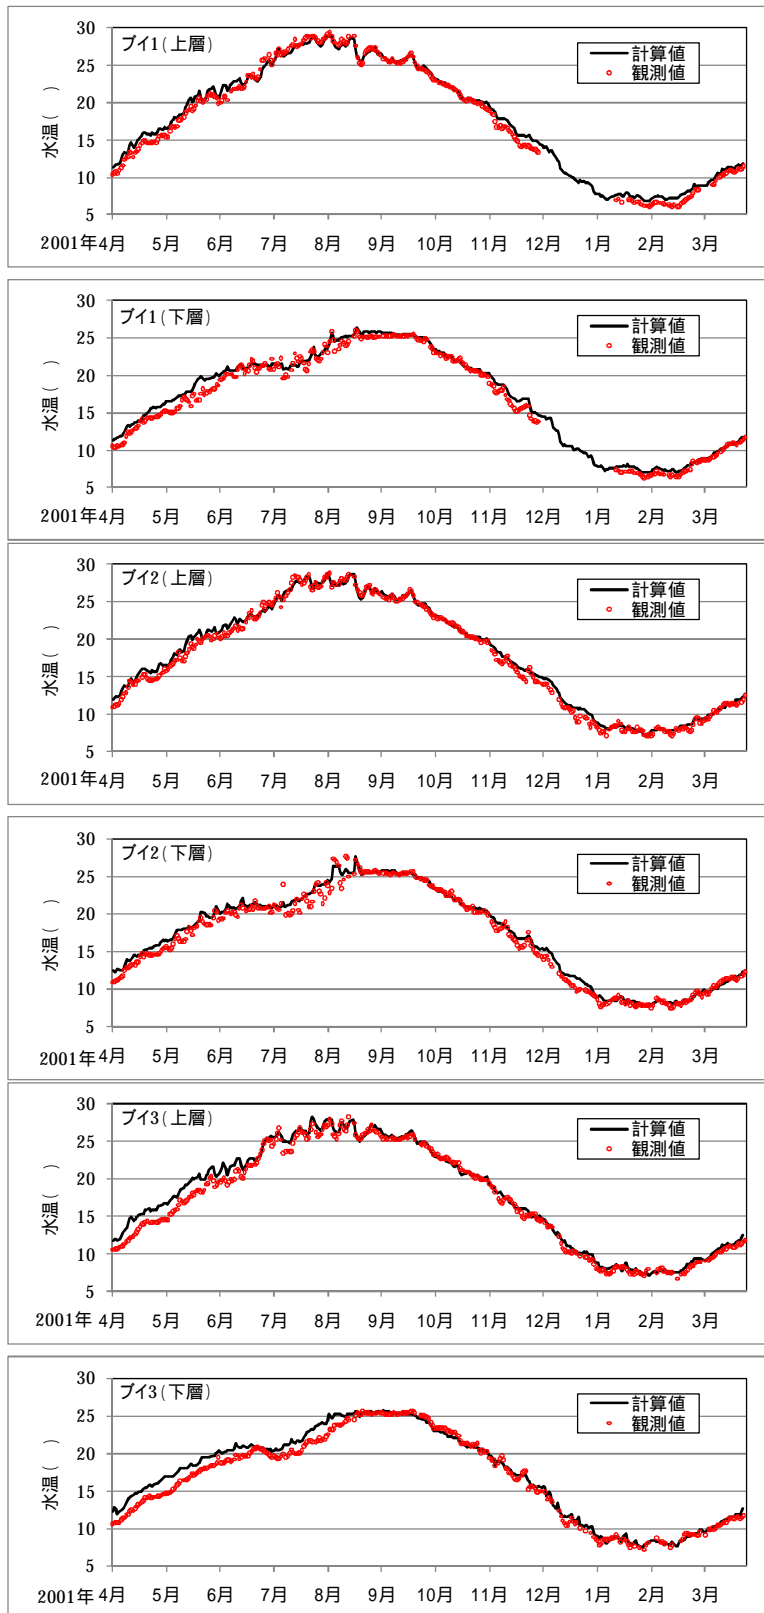 ブイ1(上層)
計算値
観測値
水温( )
30
25
20
15
10
5
2001年4月 5月 6月 7月 8月 9月 10月 11月 12月 1月 2月 3月
ブイ1(下層)
計算値
観測値
水温( )
30
25
20
15
10
5
2001年4月 5月 6月 7月 8月 9月 10月 11月 12月 1月 2月 3月
ブイ2(上層)
計算値
観測値
水温( )
30
25
20
15
10
5
2001年4月 5月 6月 7月 8月 9月 10月 11月 12月 1月 2月 3月
ブイ2(下層)
計算値
観測値
水温( )
30
25
20
15
10
5
2001年4月 5月 6月 7月 8月 9月 10月 11月 12月 1月 2月 3月
ブイ3(上層)
計算値
観測値
水温( )
30
25
20
15
10
5
2001年 4月 5月 6月 7月 8月 9月 10月 11月 12月 1月 2月 3月
ブイ3(下層)
計算値
観測値
水温( )
30
25
20
15
10
5
2001年 4月 5月 6月 7月 8月 9月 10月 11月 12月 1月 2月 3月